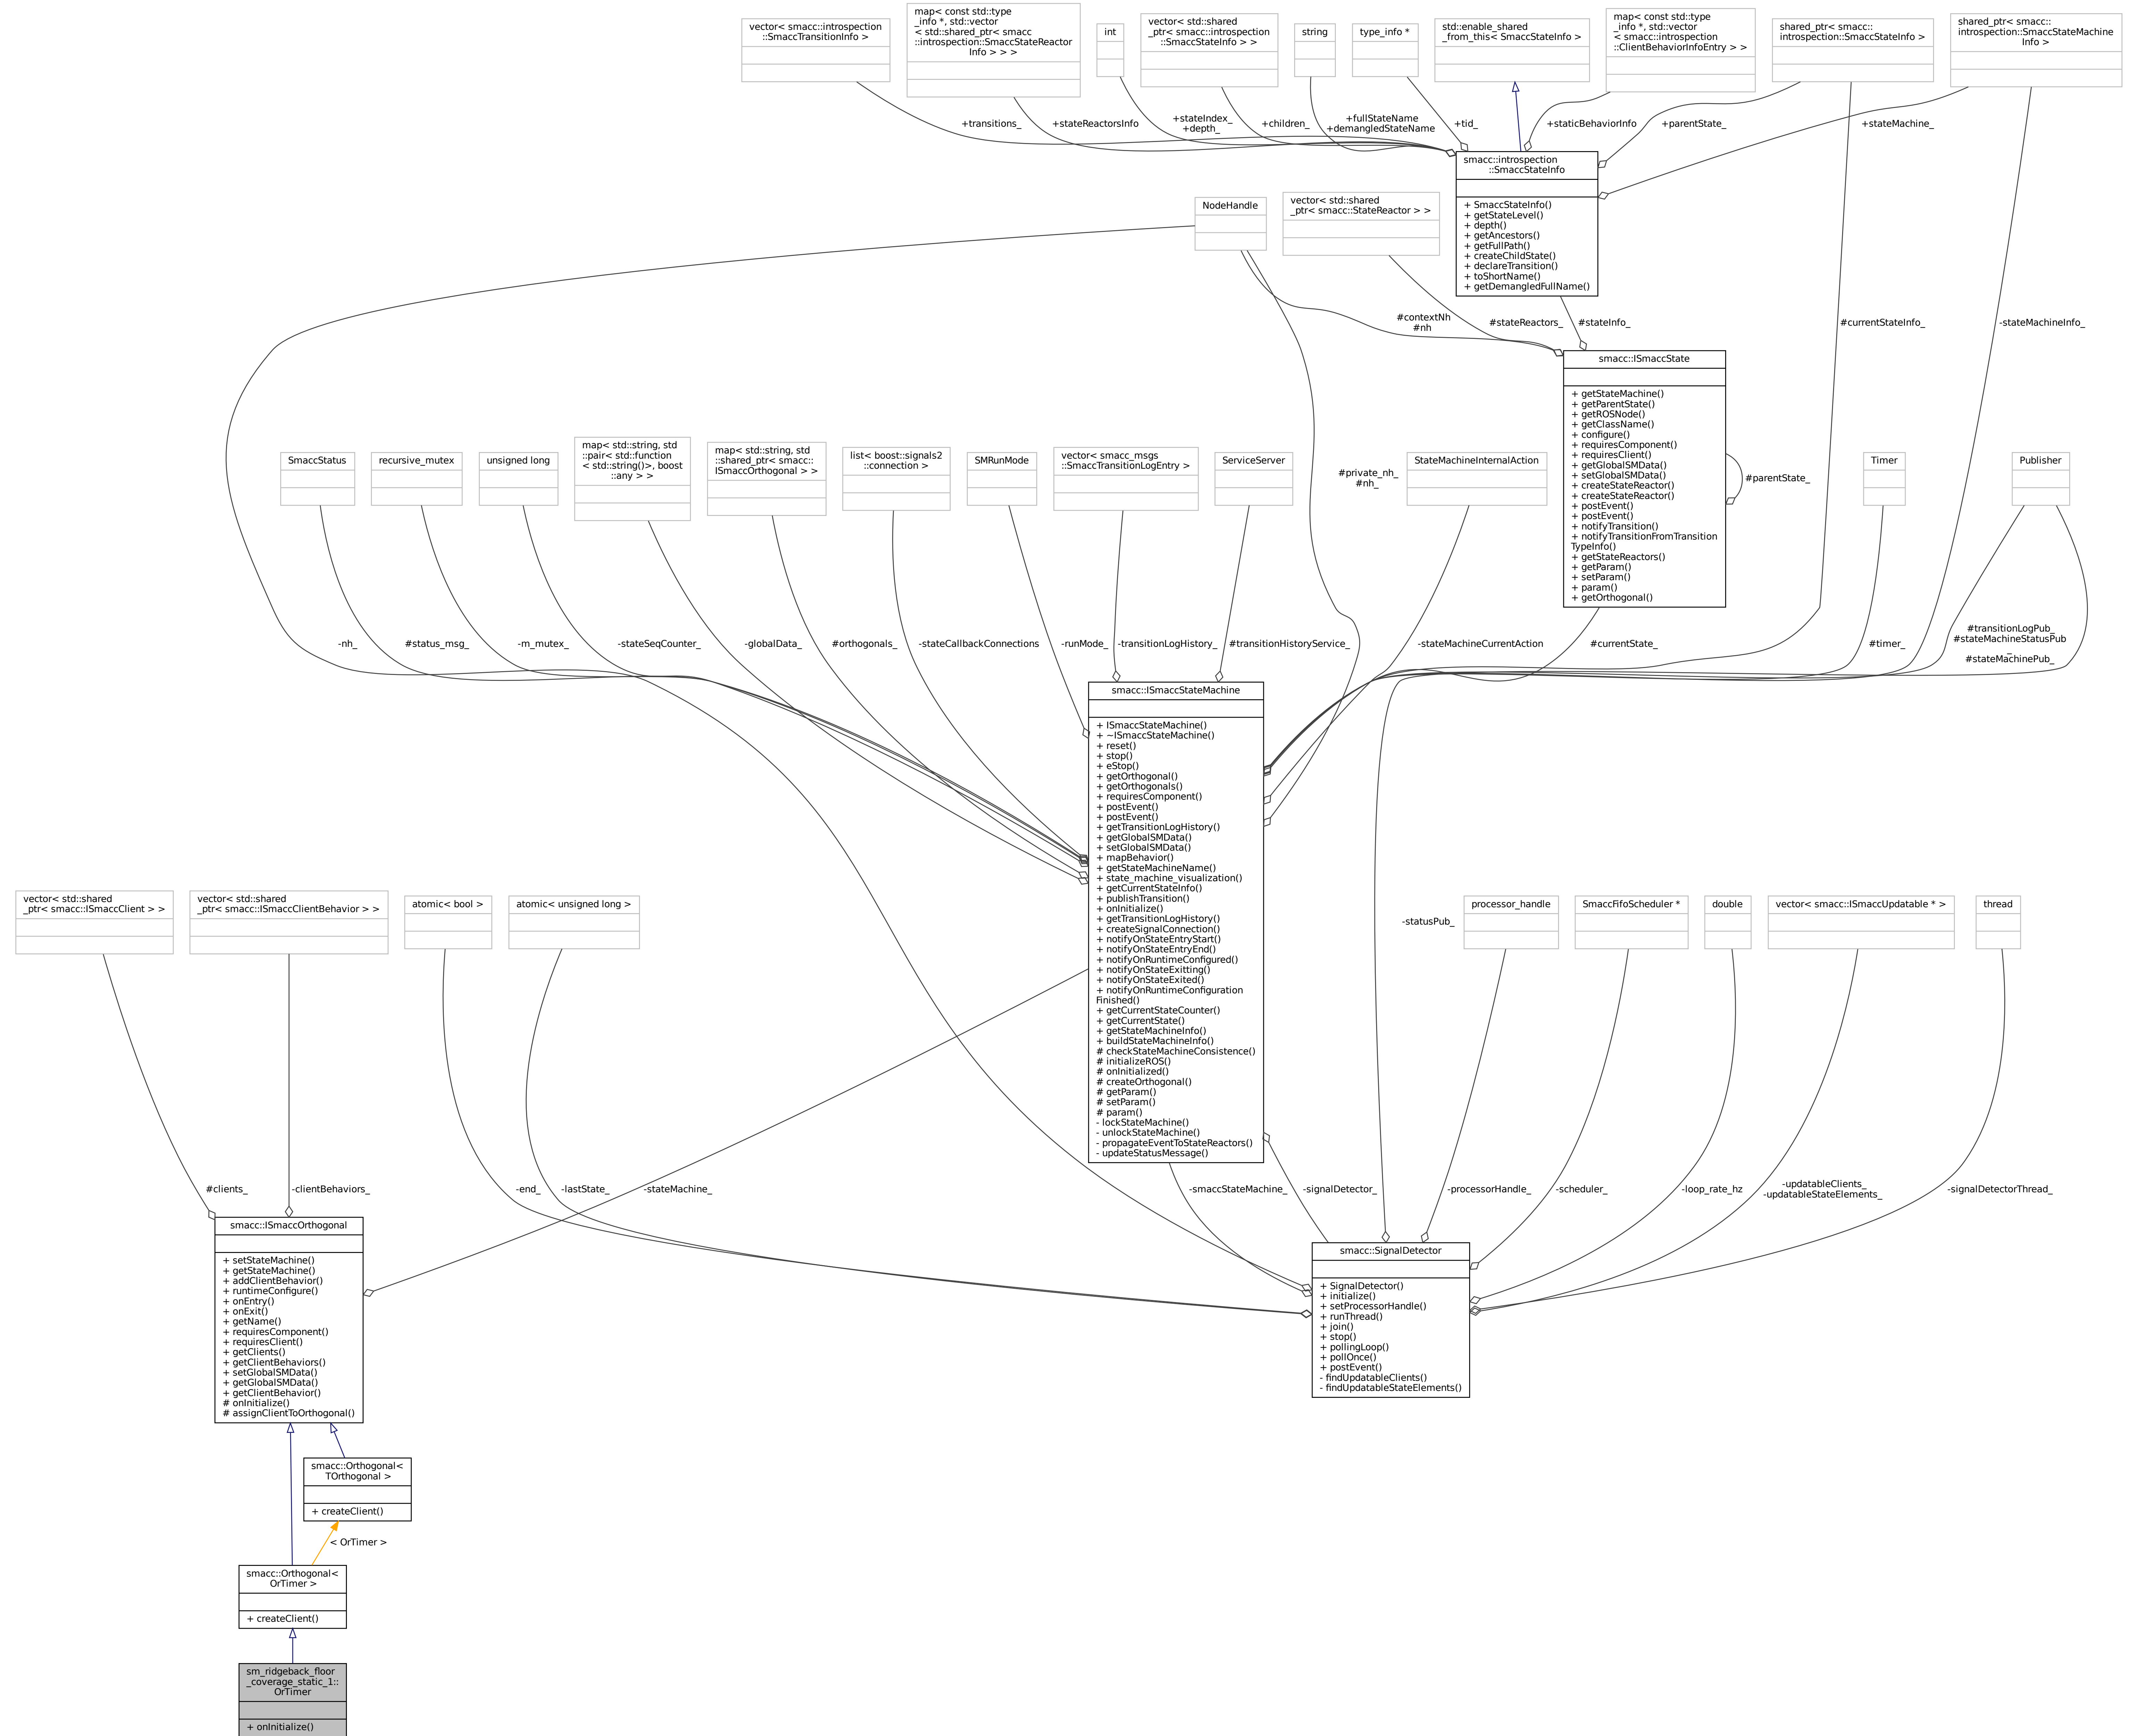 vector< smacc::introspection
::SmaccTransitionInfo >
map< const std::type
_info *, std::vector
< std::shared_ptr< smacc
::introspection::SmaccStateReactor
Info > > >
int
vector< std::shared
_ptr< smacc::introspection
::SmaccStateInfo > >
string
type_info *
std::enable_shared
_from_this< SmaccStateInfo >
map< const std::type
_info *, std::vector
< smacc::introspection
::ClientBehaviorInfoEntry > >
shared_ptr< smacc::
introspection::SmaccStateInfo >
shared_ptr< smacc::
introspection::SmaccStateMachine
Info >
+transitions_
+stateReactorsInfo
+stateIndex_
+depth_
+children_
+fullStateName
+demangledStateName
+tid_
+staticBehaviorInfo
+parentState_
+stateMachine_
smacc::introspection
::SmaccStateInfo
+ SmaccStateInfo()
+ getStateLevel()
+ depth()
+ getAncestors()
+ getFullPath()
+ createChildState()
+ declareTransition()
+ toShortName()
+ getDemangledFullName()
NodeHandle
vector< std::shared
_ptr< smacc::StateReactor > >
#contextNh
#nh
#stateReactors_
#stateInfo_
#currentStateInfo_
-stateMachineInfo_
smacc::ISmaccState
+ getStateMachine()
+ getParentState()
+ getROSNode()
+ getClassName()
+ configure()
+ requiresComponent()
+ requiresClient()
+ getGlobalSMData()
+ setGlobalSMData()
+ createStateReactor()
+ createStateReactor()
+ postEvent()
+ postEvent()
+ notifyTransition()
+ notifyTransitionFromTransition
TypeInfo()
+ getStateReactors()
+ getParam()
+ setParam()
+ param()
+ getOrthogonal()
#parentState_
SmaccStatus
recursive_mutex
unsigned long
map< std::string, std
::pair< std::function
< std::string()>, boost
::any > >
map< std::string, std
::shared_ptr< smacc::
ISmaccOrthogonal > >
list< boost::signals2
::connection >
SMRunMode
vector< smacc_msgs
::SmaccTransitionLogEntry >
ServiceServer
#private_nh_
#nh_
StateMachineInternalAction
Timer
Publisher
-nh_
#status_msg_
-m_mutex_
-stateSeqCounter_
-globalData_
#orthogonals_
-stateCallbackConnections
-runMode_
-transitionLogHistory_
#transitionHistoryService_
-stateMachineCurrentAction
#currentState_
#timer_
#transitionLogPub_
#stateMachineStatusPub
_
#stateMachinePub_
smacc::ISmaccStateMachine
+ ISmaccStateMachine()
+ ~ISmaccStateMachine()
+ reset()
+ stop()
+ eStop()
+ getOrthogonal()
+ getOrthogonals()
+ requiresComponent()
+ postEvent()
+ postEvent()
+ getTransitionLogHistory()
+ getGlobalSMData()
+ setGlobalSMData()
+ mapBehavior()
+ getStateMachineName()
+ state_machine_visualization()
+ getCurrentStateInfo()
+ publishTransition()
+ onInitialize()
+ getTransitionLogHistory()
+ createSignalConnection()
+ notifyOnStateEntryStart()
+ notifyOnStateEntryEnd()
+ notifyOnRuntimeConfigured()
+ notifyOnStateExitting()
+ notifyOnStateExited()
+ notifyOnRuntimeConfiguration
Finished()
+ getCurrentStateCounter()
+ getCurrentState()
+ getStateMachineInfo()
+ buildStateMachineInfo()
# checkStateMachineConsistence()
# initializeROS()
# onInitialized()
# createOrthogonal()
# getParam()
# setParam()
# param()
- lockStateMachine()
- unlockStateMachine()
- propagateEventToStateReactors()
- updateStatusMessage()
vector< std::shared
_ptr< smacc::ISmaccClient > >
vector< std::shared
_ptr< smacc::ISmaccClientBehavior > >
atomic< bool >
atomic< unsigned long >
-statusPub_
processor_handle
SmaccFifoScheduler *
double
vector< smacc::ISmaccUpdatable * >
thread
#clients_
-clientBehaviors_
-end_
-lastState_
-stateMachine_
-smaccStateMachine_
-signalDetector_
-processorHandle_
-scheduler_
-loop_rate_hz
-updatableClients_
-updatableStateElements_
-signalDetectorThread_
smacc::ISmaccOrthogonal
+ setStateMachine()
+ getStateMachine()
+ addClientBehavior()
+ runtimeConfigure()
+ onEntry()
+ onExit()
+ getName()
+ requiresComponent()
+ requiresClient()
+ getClients()
+ getClientBehaviors()
+ setGlobalSMData()
+ getGlobalSMData()
+ getClientBehavior()
# onInitialize()
# assignClientToOrthogonal()
smacc::SignalDetector
+ SignalDetector()
+ initialize()
+ setProcessorHandle()
+ runThread()
+ join()
+ stop()
+ pollingLoop()
+ pollOnce()
+ postEvent()
- findUpdatableClients()
- findUpdatableStateElements()
smacc::Orthogonal<
TOrthogonal >
+ createClient()
< OrTimer >
smacc::Orthogonal<
OrTimer >
+ createClient()
sm_ridgeback_floor
_coverage_static_1::
OrTimer
+ onInitialize()